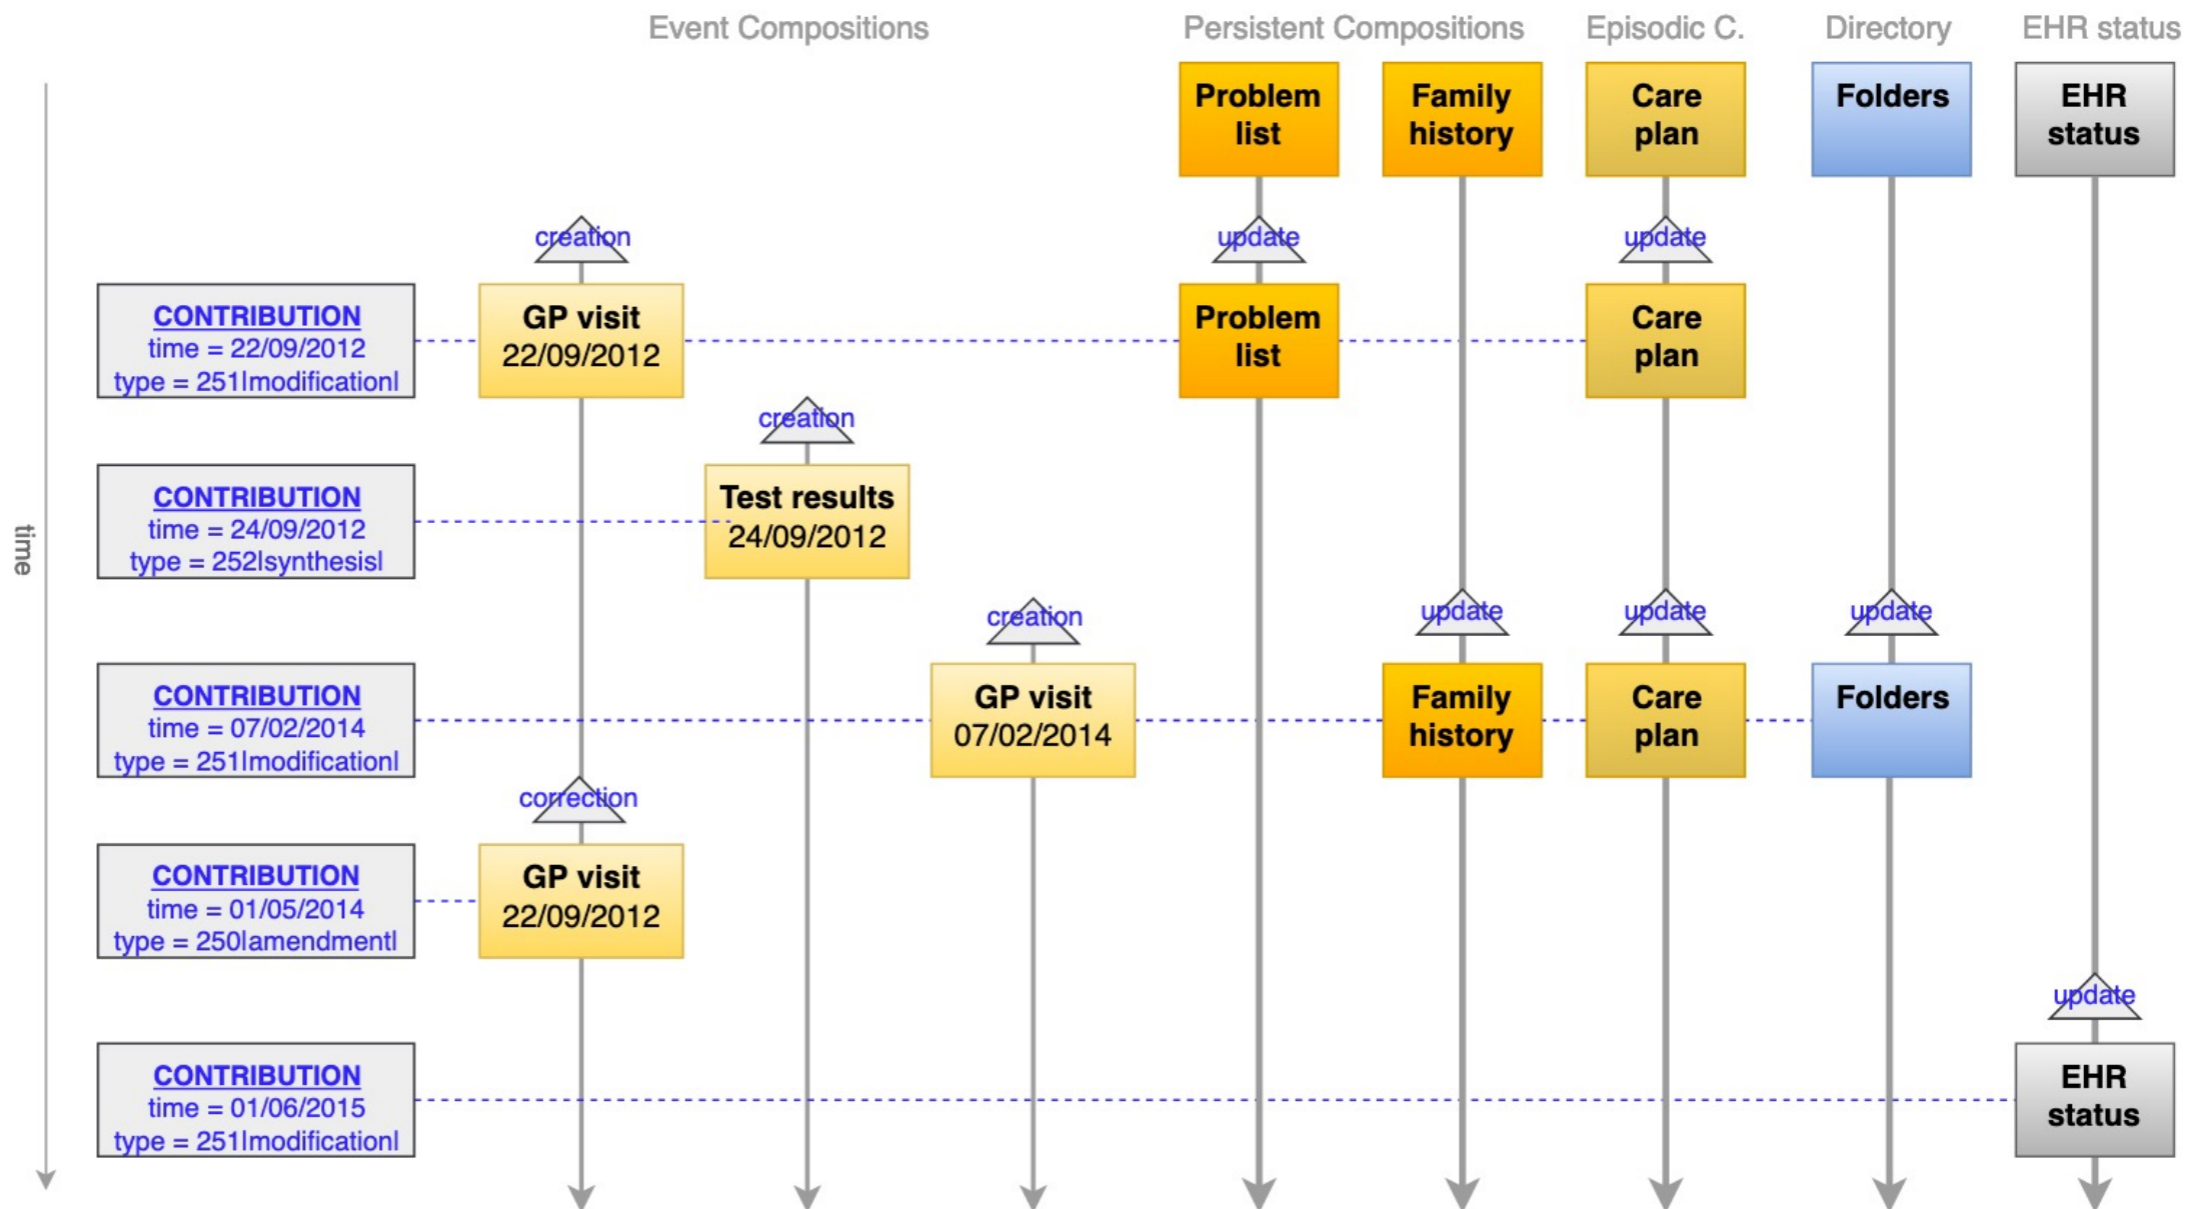 Event Compositions
Persistent Compositions
Episodic C.
Directory
EHR status
Problem
list
Family
history
Care
plan
Folders
EHR
status
time
creation
update
update
CONTRIBUTION
time = 22/09/2012
type = 251|modification|
GP visit
22/09/2012
Problem
list
Care
plan
creation
CONTRIBUTION
time = 24/09/2012
type = 252|synthesis|
Test results
24/09/2012
creation
update
update
update
CONTRIBUTION
time = 07/02/2014
type = 251|modification|
GP visit
07/02/2014
Family
history
Care
plan
Folders
correction
CONTRIBUTION
time = 01/05/2014
type = 250|amendment|
GP visit
22/09/2012
update
CONTRIBUTION
time = 01/06/2015
type = 251|modification|
EHR
status